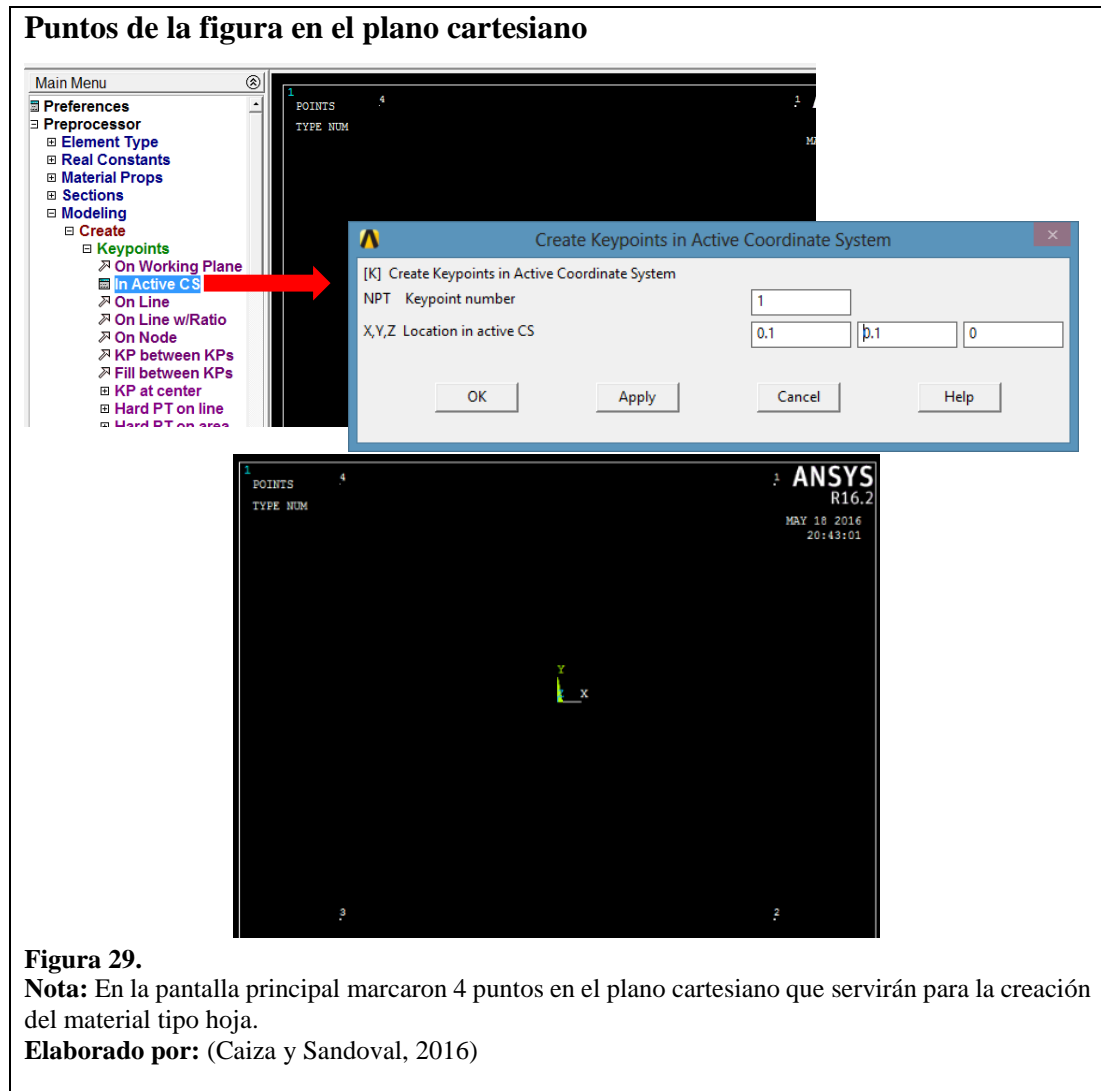 Puntos de la figura en el plano cartesiano
Main Menu
Preferences
Preprocessor
Element Type
Real Constants
Material Props
Sections
Modeling
Create
Keypoints
On Working Plane
In Active CS
On Line
On Line w/Ratio
On Node
KP between KPs
Fill between KPs
KP at center
Hard PT on line
Hard PT on area
1
POINTS
TYPE NUM
4
1
Create Keypoints in Active Coordinate System
[K] Create Keypoints in Active Coordinate System
NPT Keypoint number 1
X,Y,Z Location in active CS 0.1 0.1 0
OK Apply Cancel Help
1
POINTS
TYPE NUM
4
1
ANSYS
R16.2
MAY 18 2016
20:43:01
Y
X
3
2
Figura 29.
Nota: En la pantalla principal marcaron 4 puntos en el plano cartesiano que servirán para la creación
del material tipo hoja.
Elaborado por: (Caiza y Sandoval, 2016)